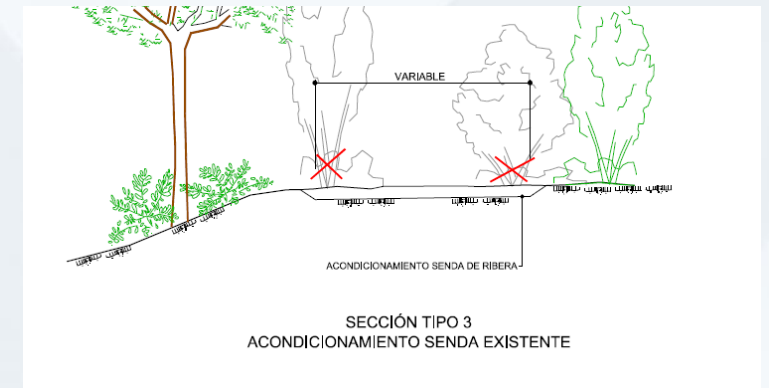 VARIABLE
ACONDICIONAMIENTO SENDA DE RIBERA
SECCIÓN TIPO 3
ACONDICIONAMIENTO SENDA EXISTENTE